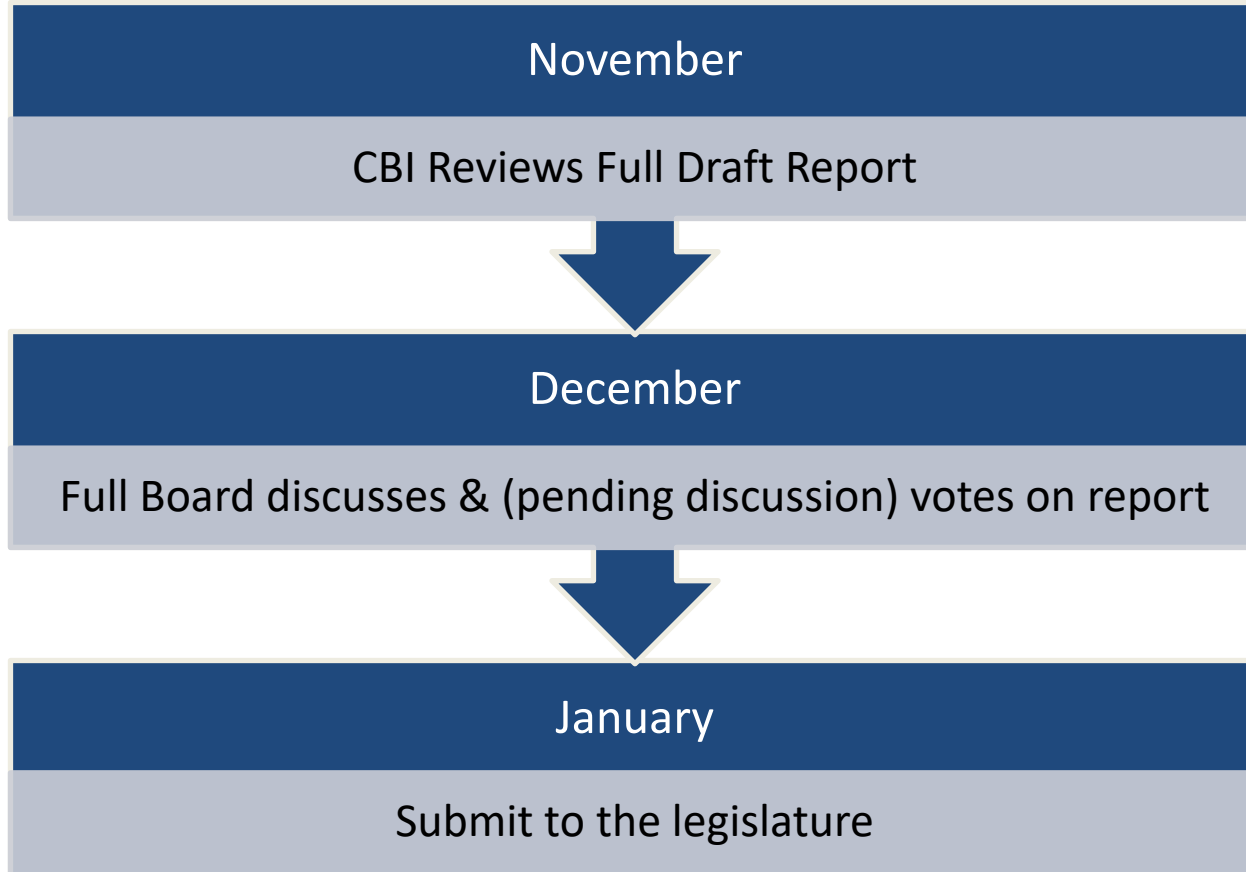 November
CBI Reviews Full Draft Report
December
Full Board discusses & (pending discussion) votes on report
January
Submit to the legislature